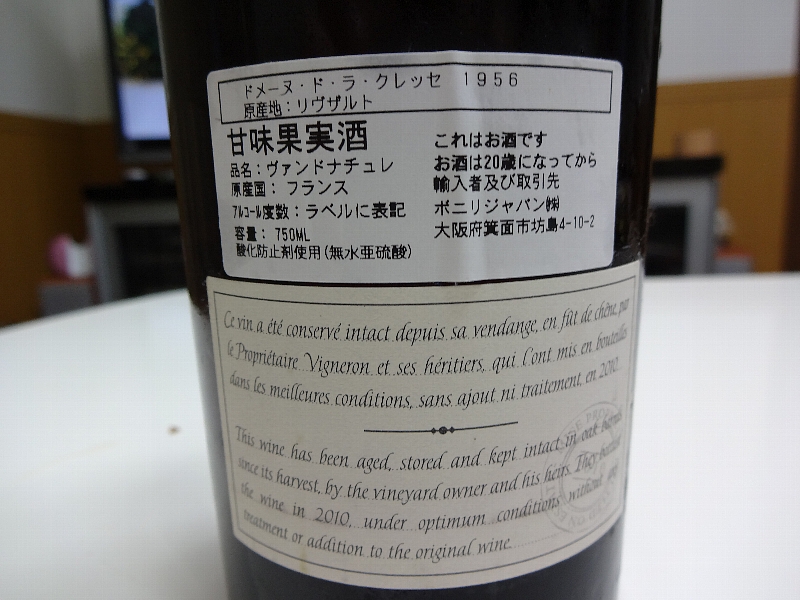 ドメーヌ・ド・ラ・クレッセ 1956
原産地：リヴザルト
甘味果実酒
品名：ヴァンドナチュレ
原産国：フランス
アルコール度数：ラベルに表記
容量：750ML
酸化防止剤使用(無水亜硫酸)
これはお酒です
お酒は20歳になってから
輸入者及び取引先
ボニリジャパン㈱
大阪府箕面市坊島4-10-2
Ce vin a été conservé intact depuis sa vendange, en fût de chêne, par
le Propriétaire Vigneron et ses héritiers, qui l'ont mis en bouteilles
dans les meilleures conditions, sans ajout ni traitement, en 2010.
This wine has been aged, stored and kept intact in oak barrels
since its harvest, by the vineyard owner and his heirs. They bottled
the wine in 2010, under optimum conditions without any
treatment or addition to the original wine.